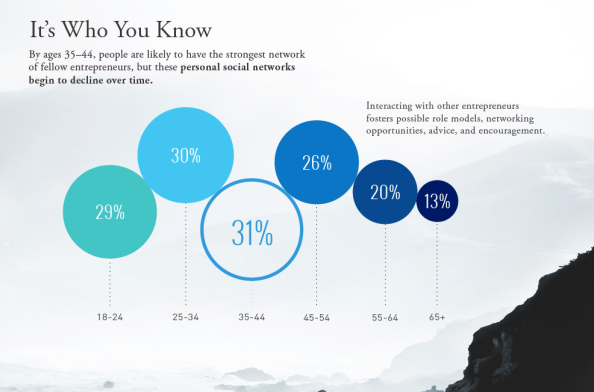 It's Who You Know
By ages 35–44, people are likely to have the strongest network
of fellow entrepreneurs, but these personal social networks
begin to decline over time.
Interacting with other entrepreneurs
fosters possible role models, networking
opportunities, advice, and encouragement.
29%
30%
31%
26%
20%
13%
18-24
25-34
35-44
45-54
55-64
65+